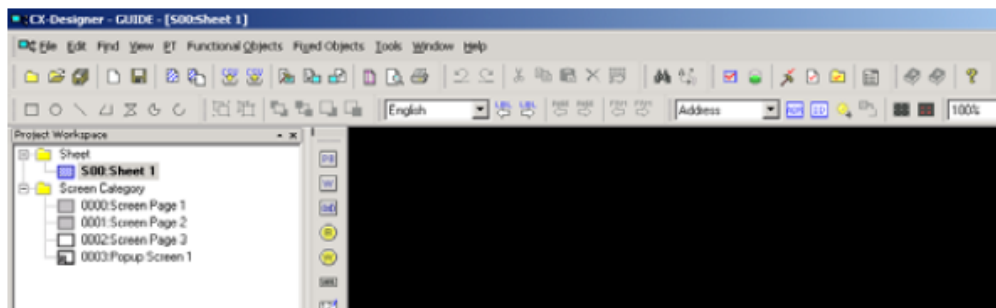 CX-Designer - GUIDE - [S00:Sheet 1]
File Edit Find View PT Functional Objects Fixed Objects Tools Window Help
English Address 100%
Project Workspace
Sheet
S00:Sheet 1
Screen Category
0000:Screen Page 1
0001:Screen Page 2
0002:Screen Page 3
0003:Popup Screen 1
PB
W
W